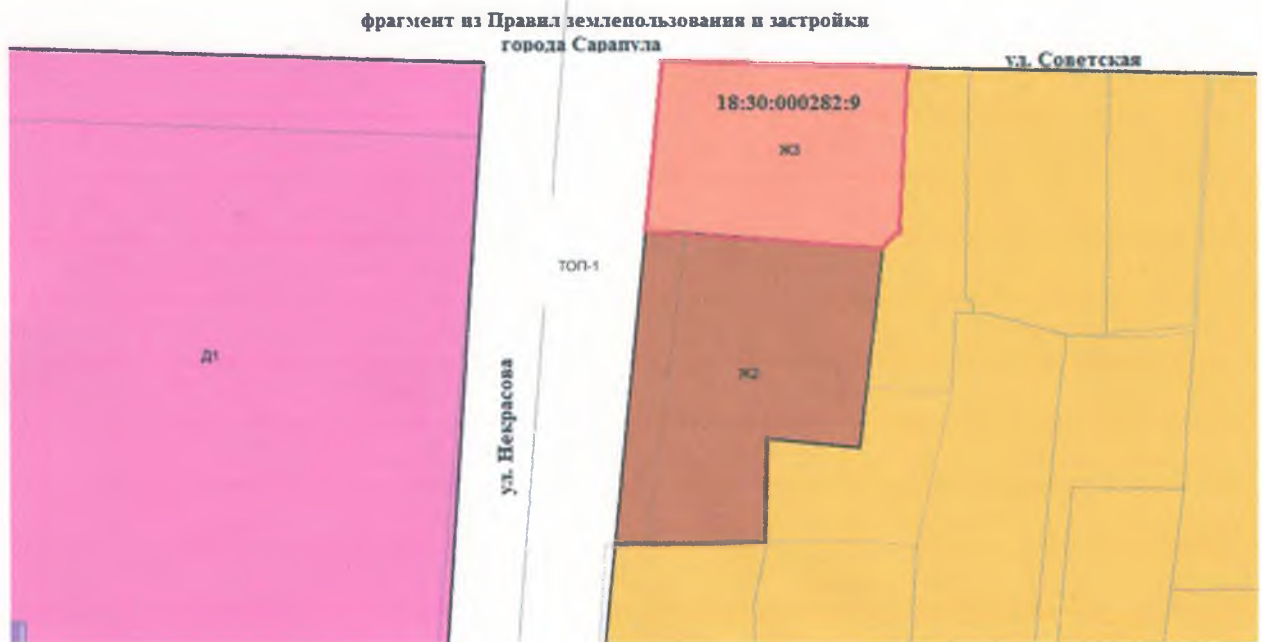 фрагмент из Правил землепользования и застройки
города Сарапула
ул. Советская
18:30:000282:9
Ж3
ТОП-1
Д1
Ж2
ул. Некрасова